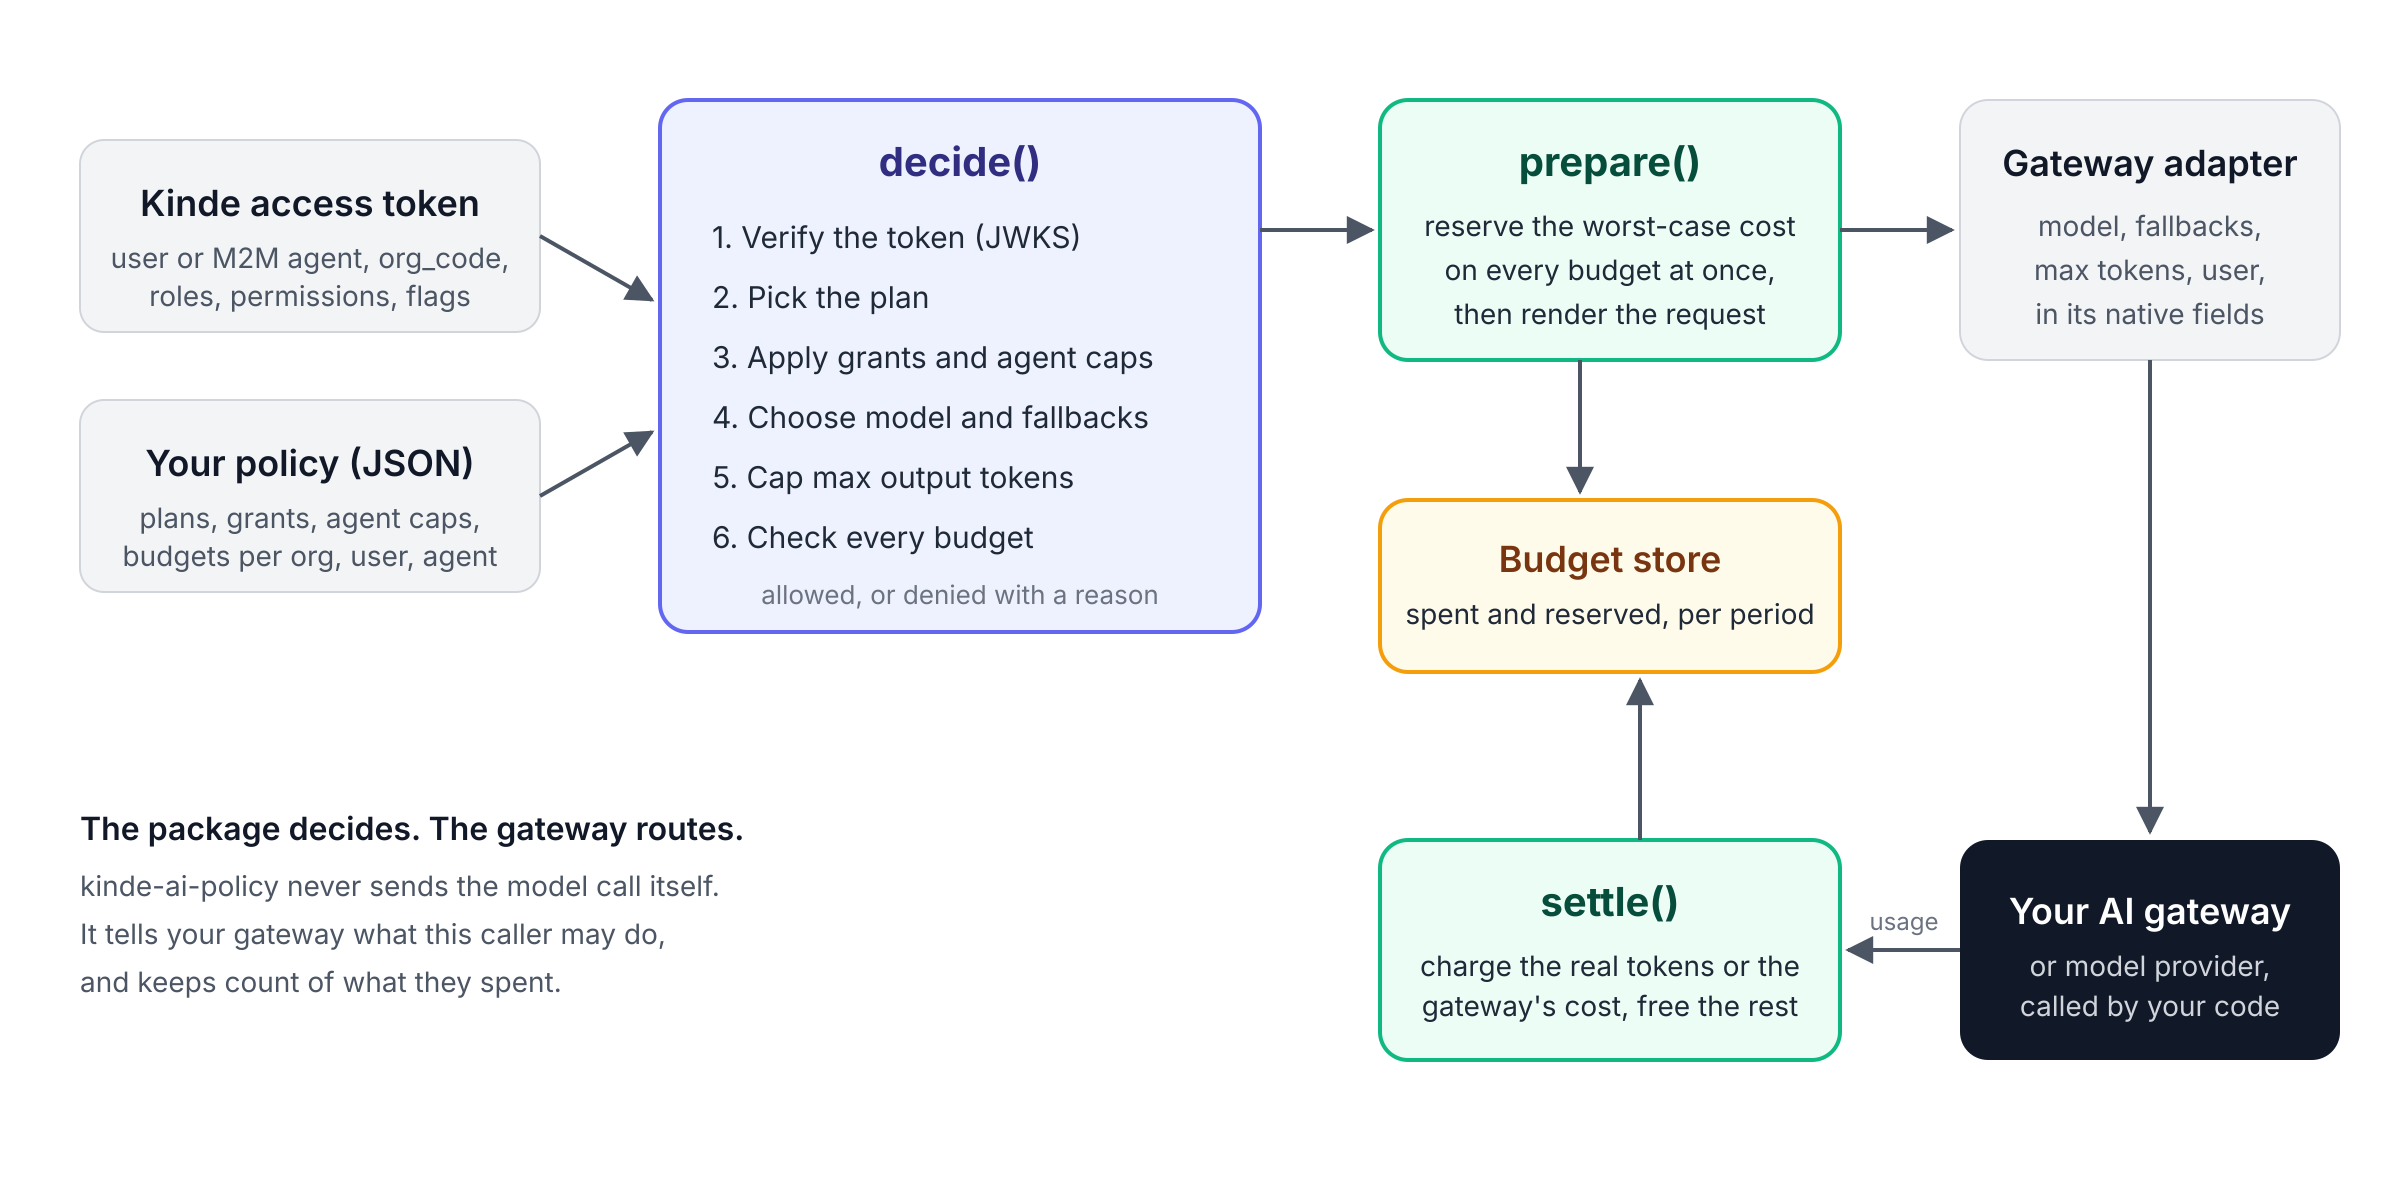 Kinde access token
user or M2M agent, org_code,
roles, permissions, flags
Your policy (JSON)
plans, grants, agent caps,
budgets per org, user, agent
decide()
1. Verify the token (JWKS)
2. Pick the plan
3. Apply grants and agent caps
4. Choose model and fallbacks
5. Cap max output tokens
6. Check every budget
allowed, or denied with a reason
prepare()
reserve the worst-case cost
on every budget at once,
then render the request
Gateway adapter
model, fallbacks,
max tokens, user,
in its native fields
Budget store
spent and reserved, per period
settle()
charge the real tokens or the
gateway's cost, free the rest
usage
Your AI gateway
or model provider,
called by your code
The package decides. The gateway routes.
kinde-ai-policy never sends the model call itself.
It tells your gateway what this caller may do,
and keeps count of what they spent.